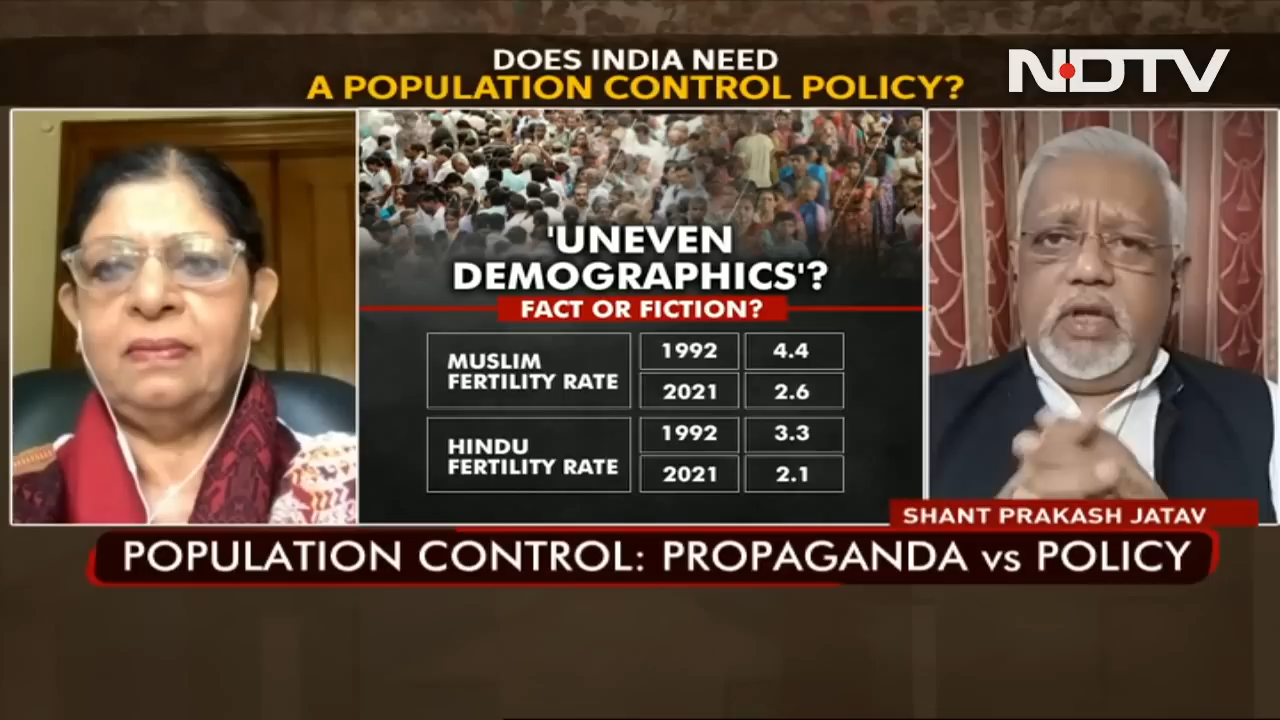 DOES INDIA NEED
A POPULATION CONTROL POLICY?
NDTV
'UNEVEN
DEMOGRAPHICS'?
FACT OR FICTION?
MUSLIM
FERTILITY RATE
1992 4.4
2021 2.6
HINDU
FERTILITY RATE
1992 3.3
2021 2.1
SHANT PRAKASH JATAV
POPULATION CONTROL: PROPAGANDA vs POLICY